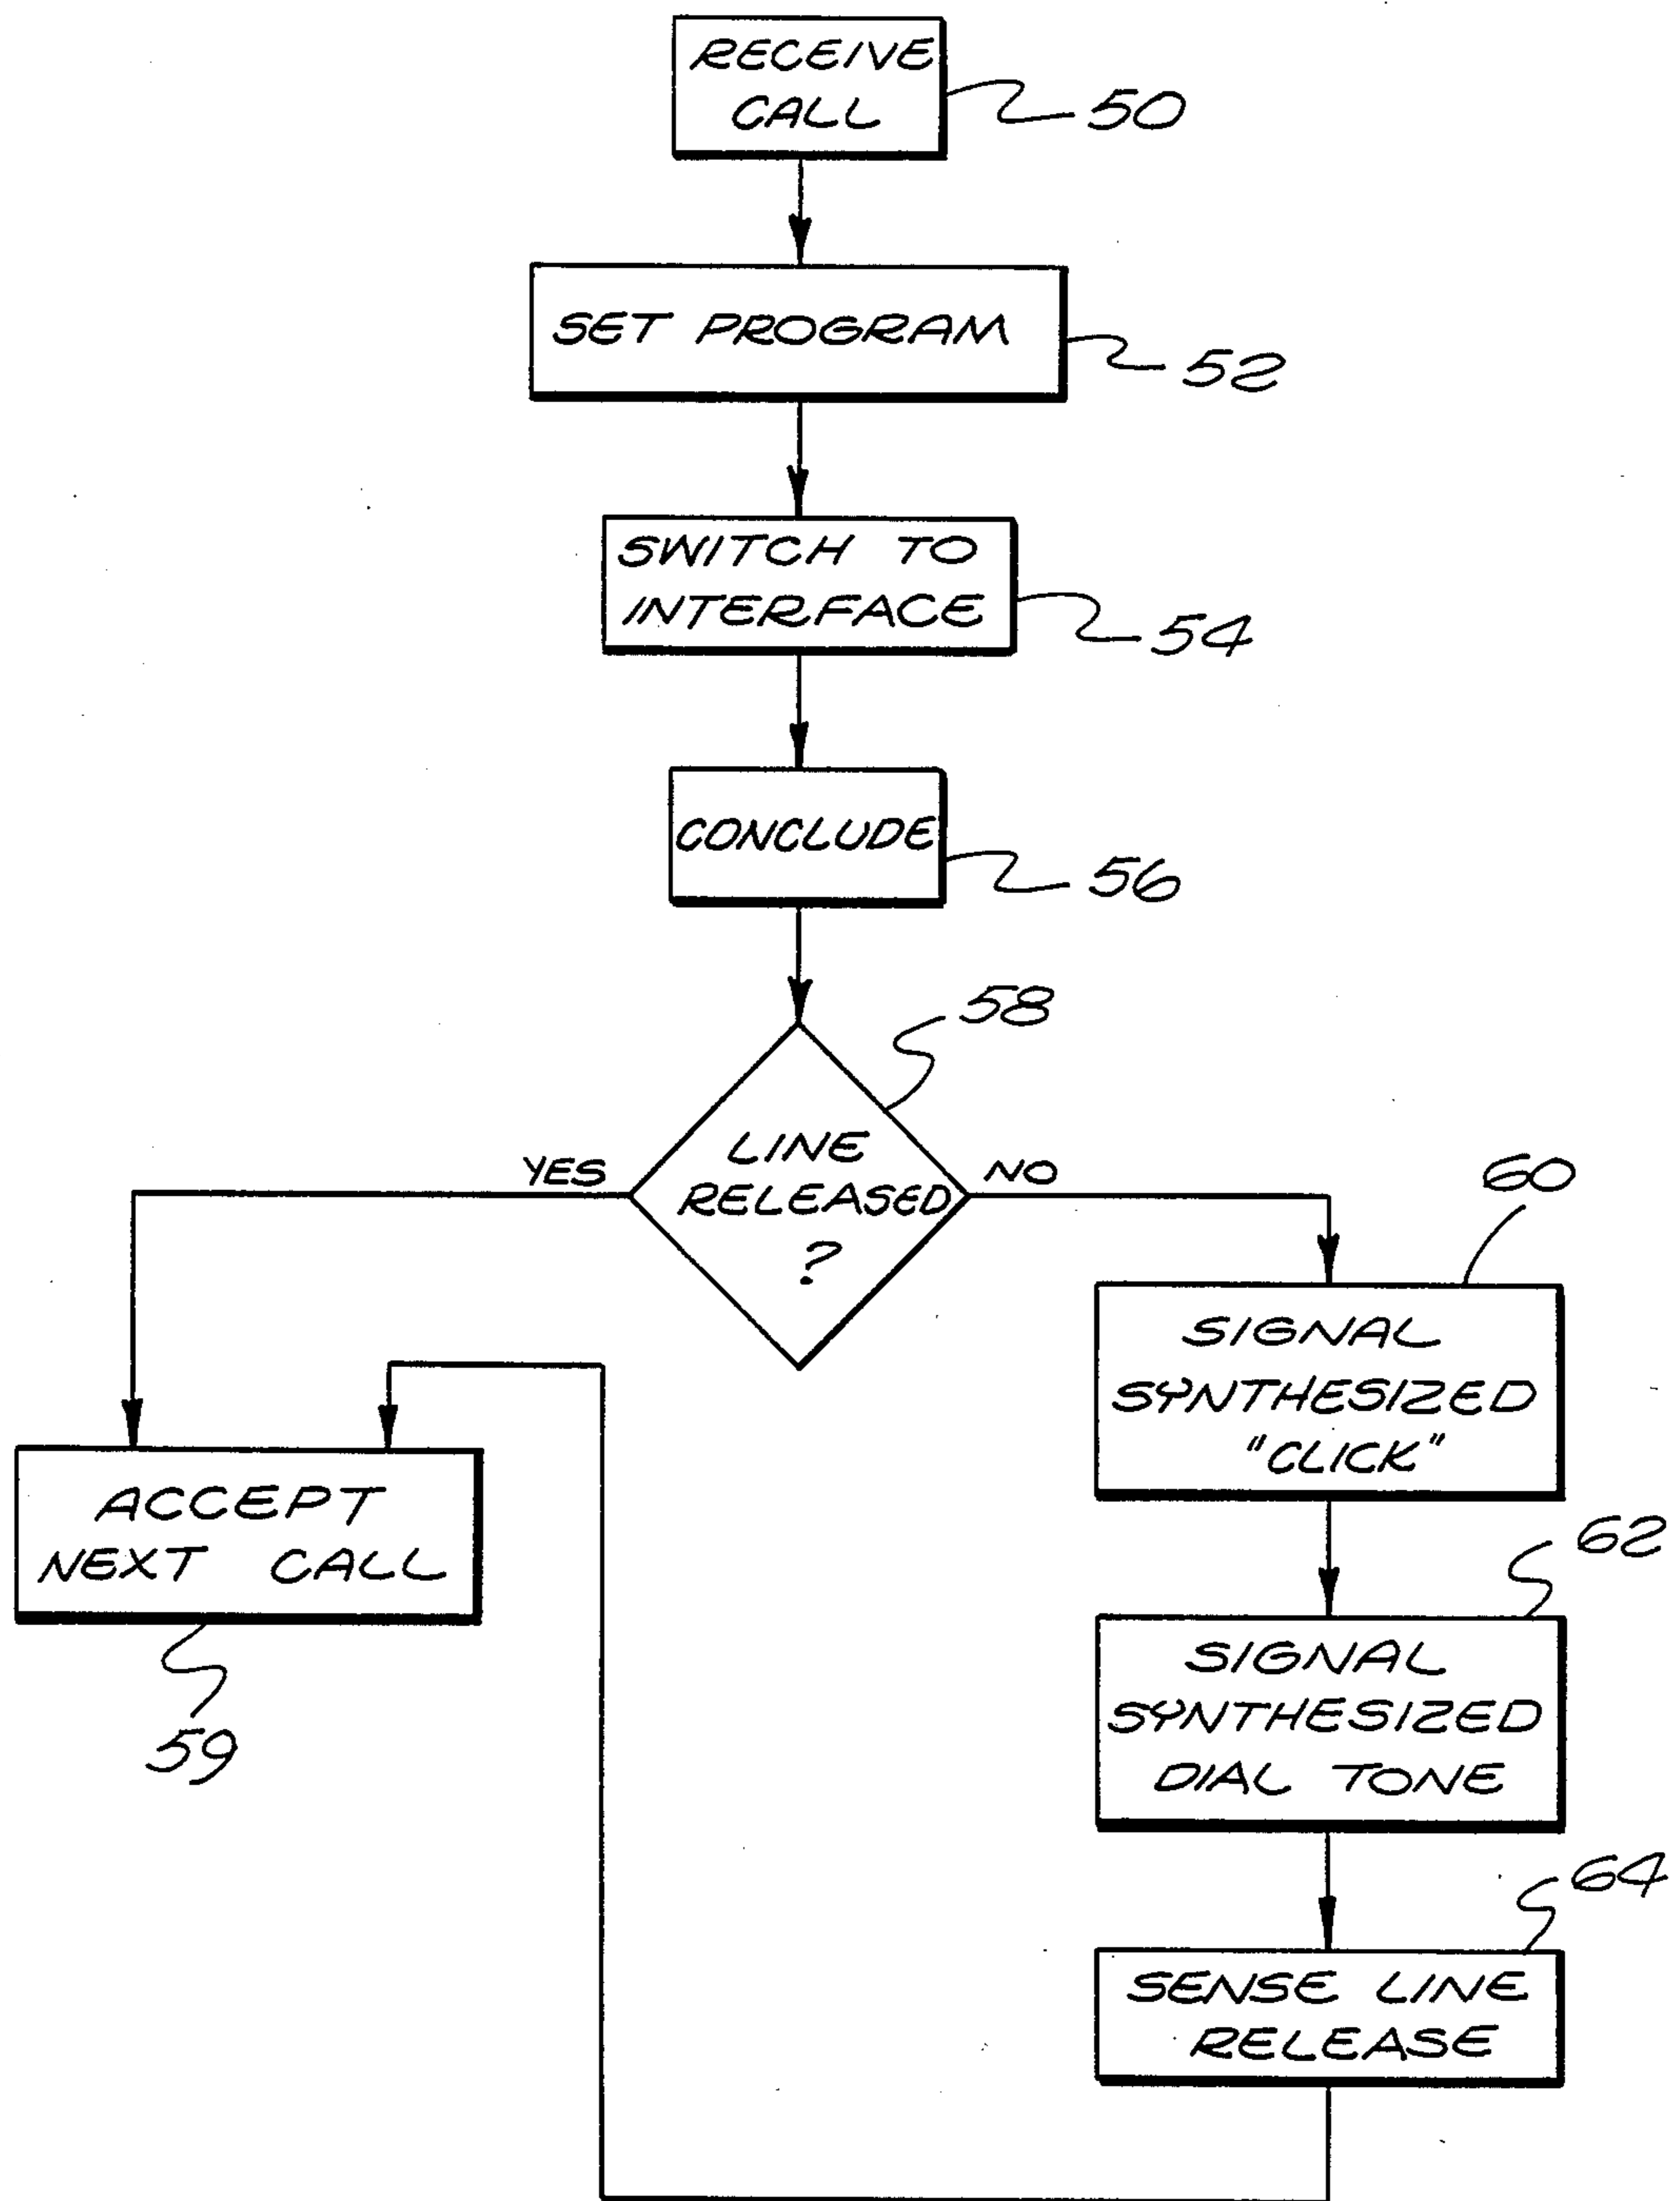 RECEIVE
CALL
50
SET PROGRAM
52
SWITCH TO
INTERFACE
54
CONCLUDE
56
58
LINE
RELEASED
?
YES
NO
60
SIGNAL
SYNTHESIZED
"CLICK"
ACCEPT
NEXT CALL
59
62
SIGNAL
SYNTHESIZED
DIAL TONE
64
SENSE LINE
RELEASE